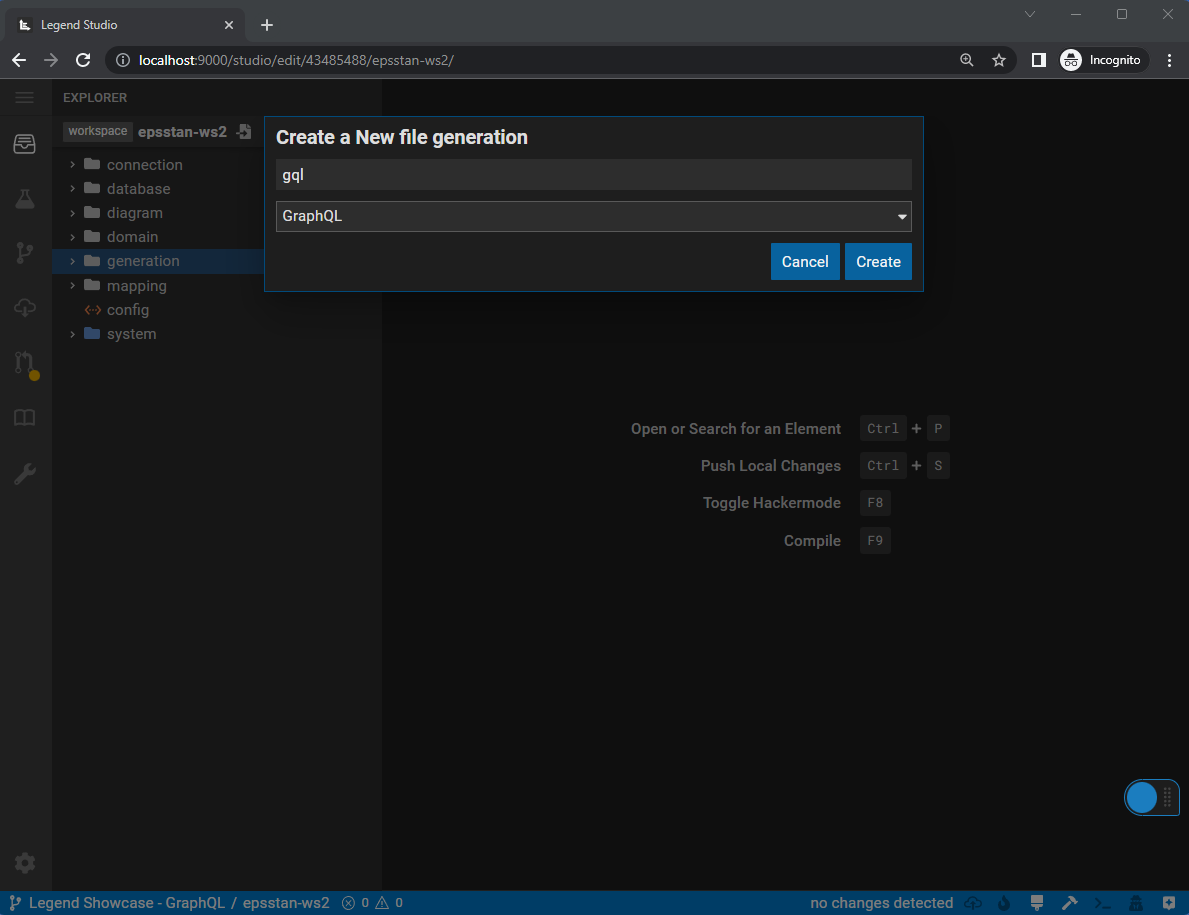 Legend Studio
localhost:9000/studio/edit/43485488/epsstan-ws2/
Incognito
EXPLORER
workspace epsstan-ws2
connection
database
diagram
domain
generation
mapping
config
system
Create a New file generation
gql
GraphQL
Cancel Create
Open or Search for an Element Ctrl + P
Push Local Changes Ctrl + S
Toggle Hackermode F8
Compile F9
Legend Showcase - GraphQL / epsstan-ws2 0 0 no changes detected